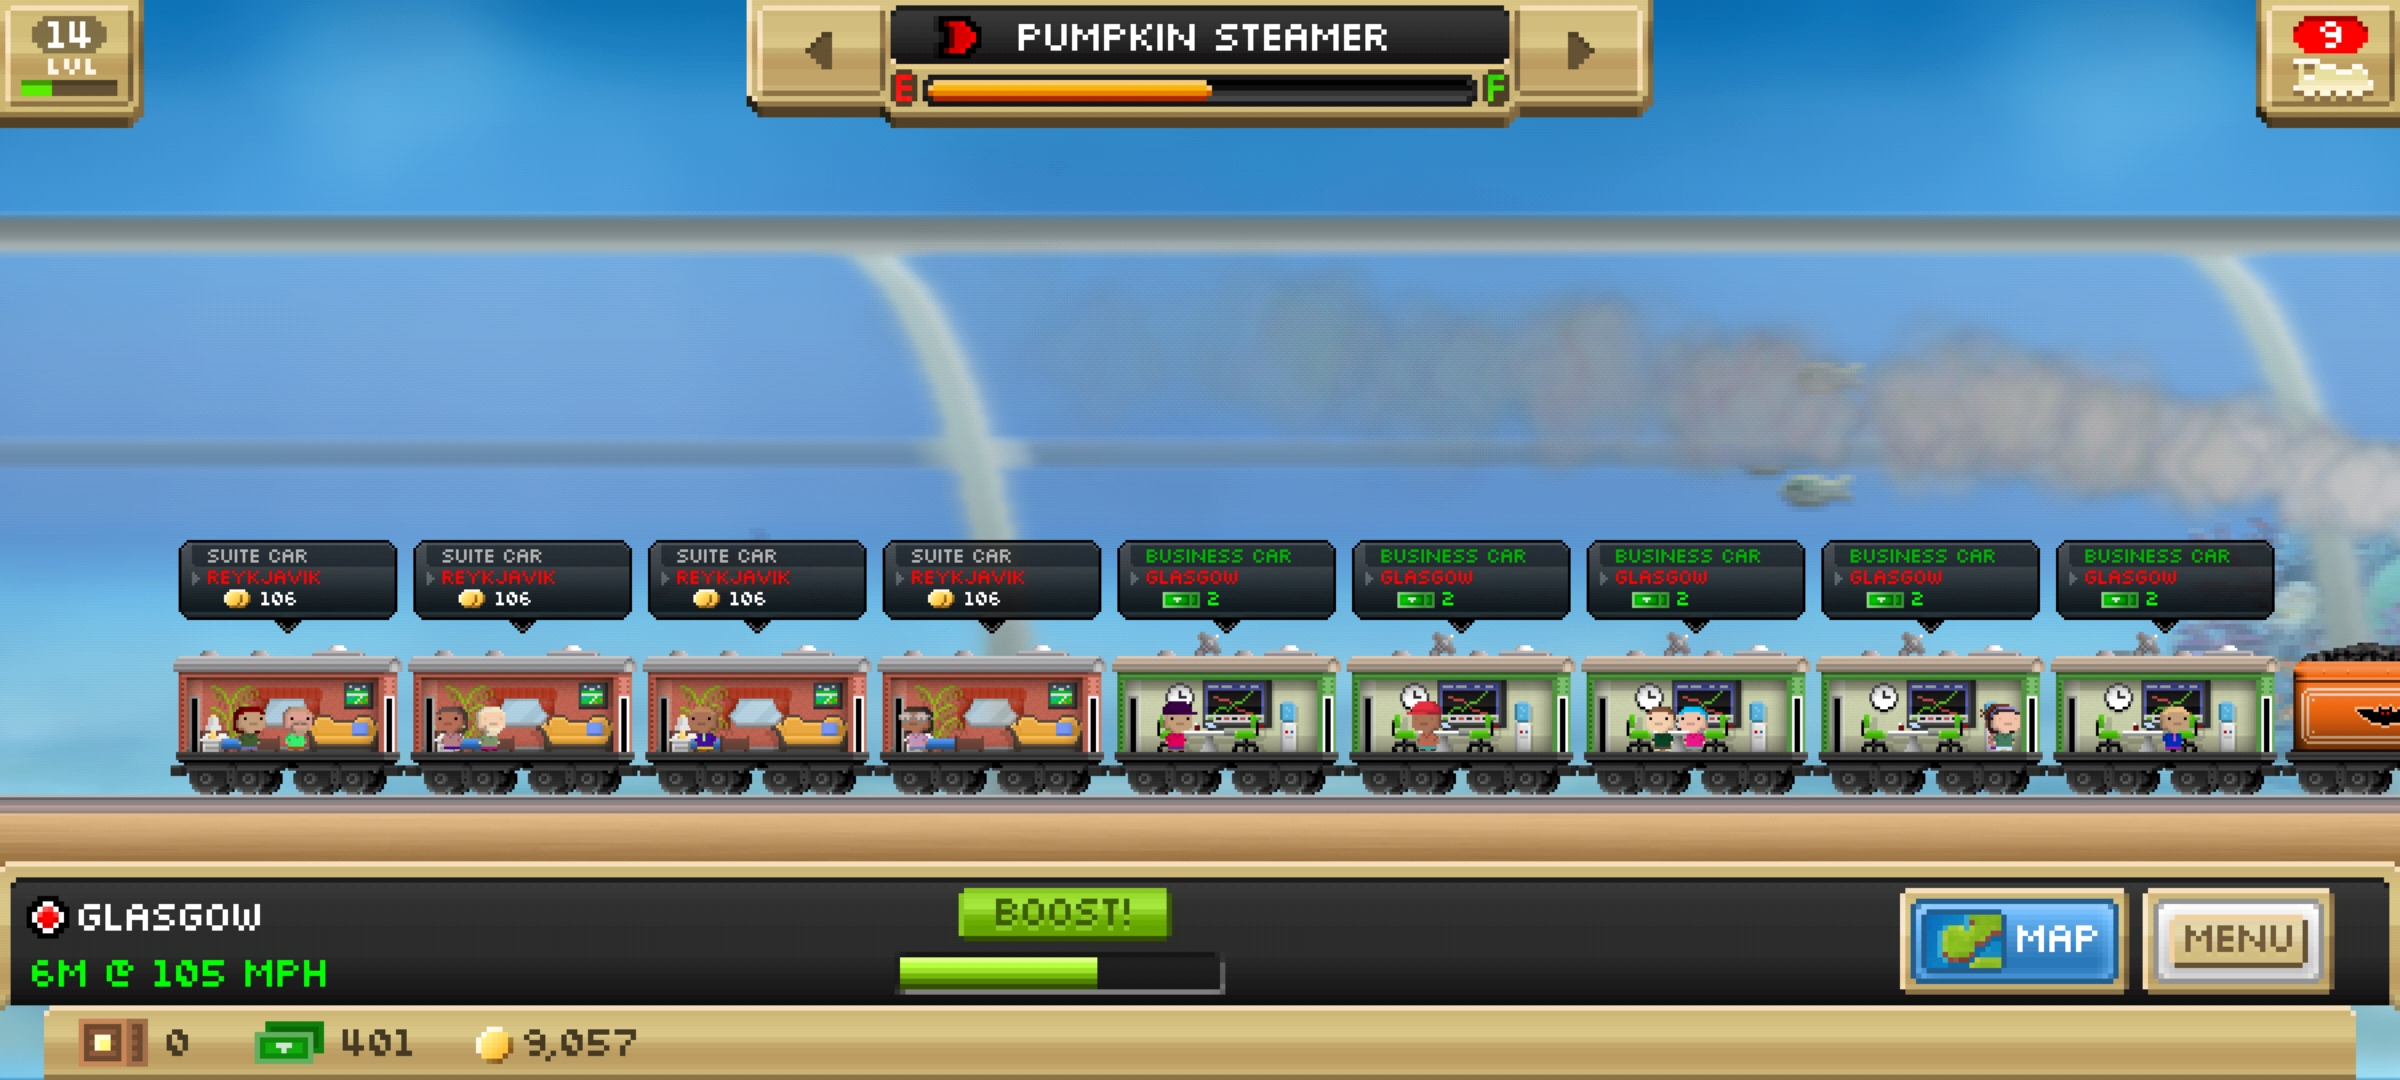 14
LVL
PUMPKIN STEAMER
E
F
9
SUITE CAR
REYKJAVIK
106
SUITE CAR
REYKJAVIK
106
SUITE CAR
REYKJAVIK
106
SUITE CAR
REYKJAVIK
106
BUSINESS CAR
GLASGOW
2
BUSINESS CAR
GLASGOW
2
BUSINESS CAR
GLASGOW
2
BUSINESS CAR
GLASGOW
2
BUSINESS CAR
GLASGOW
2
GLASGOW
6M @ 105 MPH
BOOST!
MAP
MENU
0
401
9,057